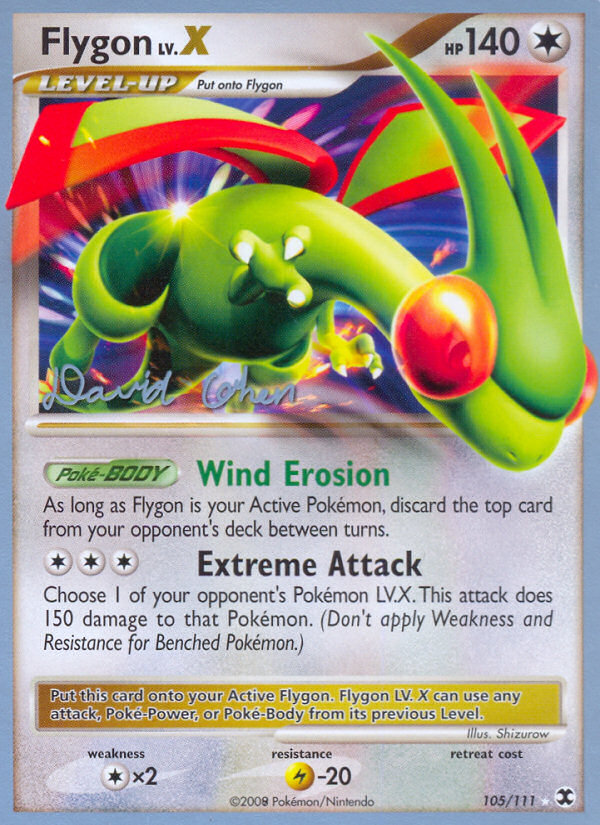 Flygon LV.X HP 140
LEVEL-UP Put onto Flygon
David Cohen
Poké-BODY Wind Erosion
As long as Flygon is your Active Pokémon, discard the top card
from your opponent's deck between turns.
Extreme Attack
Choose 1 of your opponent's Pokémon LV.X. This attack does
150 damage to that Pokémon. (Don't apply Weakness and
Resistance for Benched Pokémon.)
Put this card onto your Active Flygon. Flygon LV. X can use any
attack, Poké-Power, or Poké-Body from its previous Level.
Illus. Shizurow
weakness resistance retreat cost
×2 -20
©2009 Pokémon/Nintendo 105/111